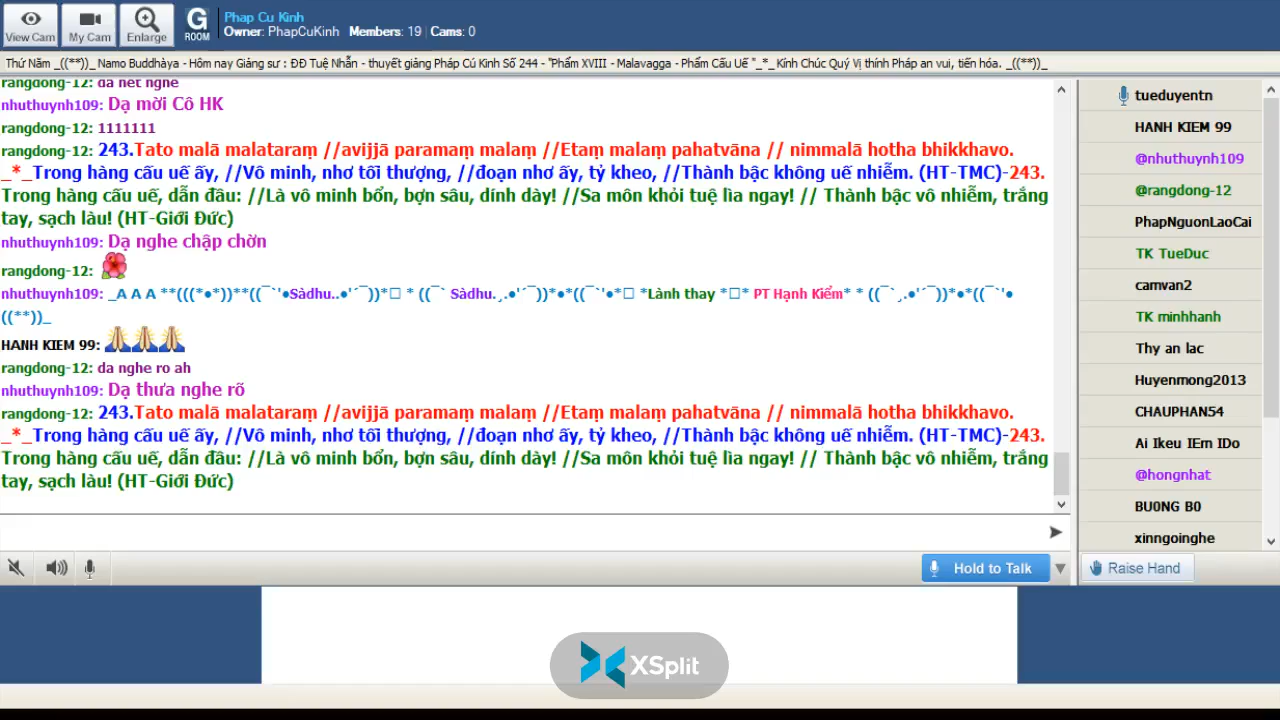 View Cam
My Cam
Enlarge
G
ROOM
Phap Cu Kinh
Owner: PhapCuKinh Members: 19 Cams: 0
Thứ Năm _((**))_ Namo Buddhàya - Hôm nay Giảng sư : ĐĐ Tuệ Nhẫn - thuyết giảng Pháp Cú Kinh Số 244 - "Phẩm XVIII - Malavagga - Phẩm Cấu Uế "_*_ Kính Chúc Quý Vị thính Pháp an vui, tiến hóa. _((**))_
rangdong-12: da net nghe
nhuthuynh109: Dạ mời Cô HK
rangdong-12: 1111111
rangdong-12: 243.Tato malā malataraṃ //avijjā paramaṃ malaṃ //Etaṃ malaṃ pahatvāna // nimmalā hotha bhikkhavo.
_*_Trong hàng cấu uế ấy, //Vô minh, nhơ tối thượng, //đoạn nhơ ấy, tỷ kheo, //Thành bậc không uế nhiễm. (HT-TMC)-243.
Trong hàng cấu uế, dẫn đầu: //Là vô minh bổn, bợn sâu, dính dày! //Sa môn khỏi tuệ lìa ngay! // Thành bậc vô nhiễm, trắng
tay, sạch làu! (HT-Giới Đức)
nhuthuynh109: Dạ nghe chập chờn
rangdong-12:
nhuthuynh109: _A A A **(((*•*))**((¯`'•Sàdhu..•'´¯))*□ * ((¯` Sàdhu.¸.•'´¯))*•*((¯`'•*□ *Lành thay *□* PT Hạnh Kiểm* * ((¯`¸.•'´¯))*•*((¯`'•
((**))_
HANH KIEM 99:
rangdong-12: da nghe ro ah
nhuthuynh109: Dạ thưa nghe rõ
rangdong-12: 243.Tato malā malataraṃ //avijjā paramaṃ malaṃ //Etaṃ malaṃ pahatvāna // nimmalā hotha bhikkhavo.
_*_Trong hàng cấu uế ấy, //Vô minh, nhơ tối thượng, //đoạn nhơ ấy, tỷ kheo, //Thành bậc không uế nhiễm. (HT-TMC)-243.
Trong hàng cấu uế, dẫn đầu: //Là vô minh bổn, bợn sâu, dính dày! //Sa môn khỏi tuệ lìa ngay! // Thành bậc vô nhiễm, trắng
tay, sạch làu! (HT-Giới Đức)
Hold to Talk
tueduyentn
HANH KIEM 99
@nhuthuynh109
@rangdong-12
PhapNguonLaoCai
TK TueDuc
camvan2
TK minhhanh
Thy an lac
Huyenmong2013
CHAUPHAN54
Ai Ikeu IEm IDo
@hongnhat
BU0NG B0
xinngoinghe
Raise Hand
XSplit